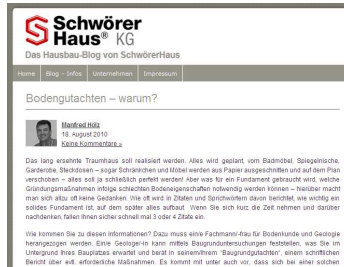 Schwörer
Haus® KG
Das Hausbau-Blog von SchwörerHaus
Home Blog – Infos Unternehmen Impressum
Bodengutachten – warum?
Manfred Hölz
18. August 2010
Keine Kommentare »
Das lang ersehnte Traumhaus soll realisiert werden. Alles wird geplant, vom Badmöbel, Spiegelnische,
Garderobe, Steckdosen – sogar Schränkchen und Möbel werden aus Papier ausgeschnitten und auf dem Plan
verschoben – alles soll ja schließlich perfekt werden! Aber was für ein Fundament gebraucht wird, welche
Gründungsmaßnahmen infolge schlechten Bodeneigenschaften notwendig werden können – hierüber macht
man sich allzu oft keine Gedanken. Wie oft wird in Zitaten und Sprichwörtern davon berichtet, wie wichtig ein
solides Fundament ist, auf dem später alles aufbaut. Wenn Sie sich kurz die Zeit nehmen und darüber
nachdenken, fallen Ihnen sicher schnell mal 3 oder 4 Zitate ein.
Wie kommen Sie zu diesen Informationen? Dazu muss ein/e Fachmann/-frau für Bodenkunde und Geologie
herangezogen werden. Ein/e Geologe/-in kann mittels Baugrunduntersuchungen feststellen, was Sie im
Untergrund Ihres Bauplatzes erwartet und berät in seinem/ihrem "Baugrundgutachten", einem schriftlichen
Bericht über evtl. erforderliche Maßnahmen. Es kommt mit unter auch vor, dass sich bei einer solchen